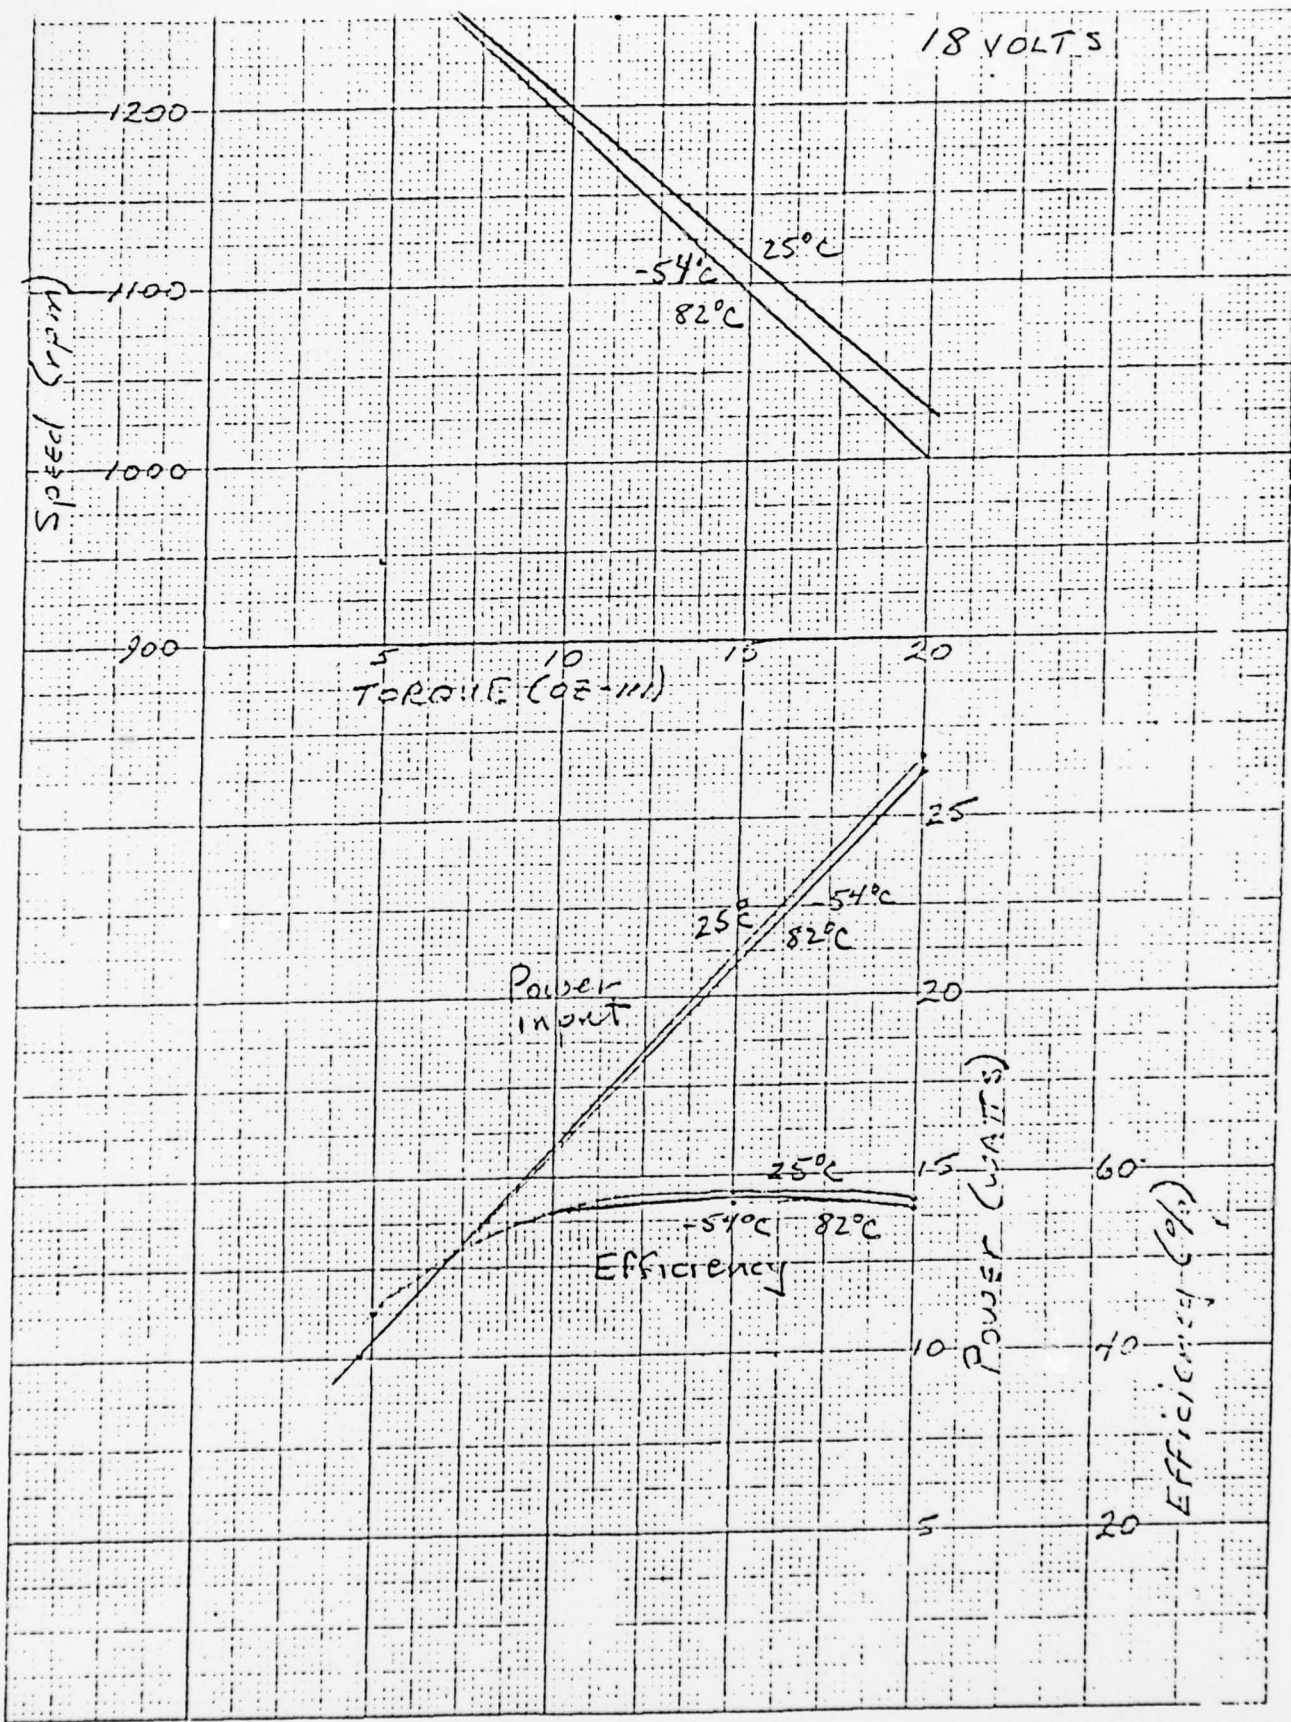 18 VOLTS
1200
25°C
-54°C
1100
82°C
Speed (rpm)
1000
900
5 10 15 20
TORQUE (OZ-IN)
25
25°C -54°C
82°C
Power
input
20
25°C
15 60
-54°C 82°C
Efficiency
Power (WATTS)
Efficiency (%)
10 40
5 20